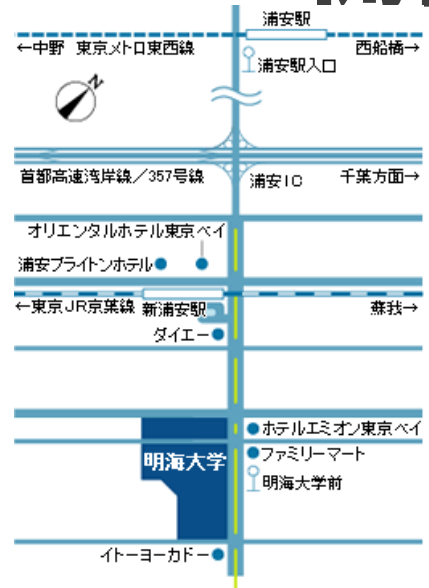 浦安駅
←中野 東京メトロ東西線
西船橋→
浦安駅入口
N
首都高速湾岸線／357号線
浦安IC
千葉方面→
オリエンタルホテル東京ベイ
浦安ブライトンホテル
←東京JR京葉線
新浦安駅
蘇我→
ダイエー
ホテルエミオン東京ベイ
明海大学
ファミリーマート
明海大学前
イトーヨーカドー